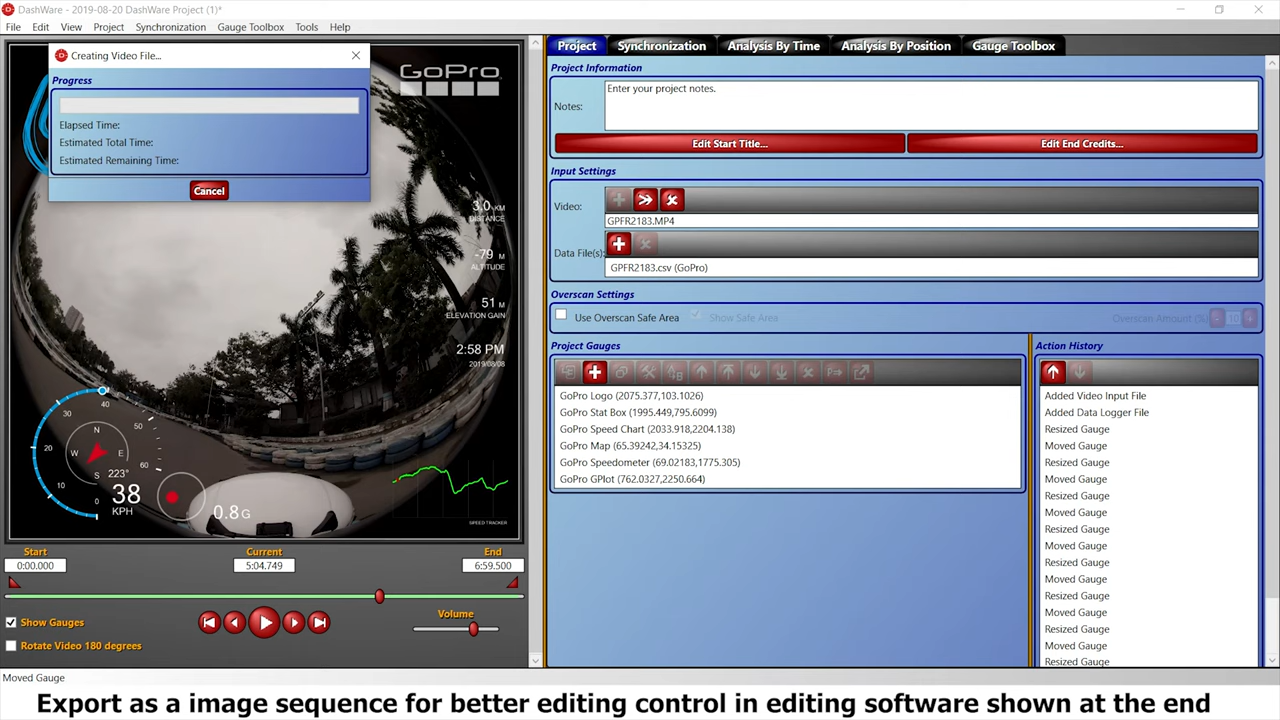 DashWare - 2019-08-20 DashWare Project (1)*
File Edit View Project Synchronization Gauge Toolbox Tools Help
Creating Video File...
Progress
Elapsed Time:
Estimated Total Time:
Estimated Remaining Time:
Cancel
GoPro
3.0 KM
DISTANCE
-79 M
ALTITUDE
51 M
ELEVATION GAIN
2:58 PM
2019/08/08
40
30
50
20
60
10
0
N
W E
S
223°
38
KPH
0.8G
SPEED TRACKER
Start Current End
0:00.000 5:04.749 6:59.500
Volume
Show Gauges
Rotate Video 180 degrees
Moved Gauge
Project Synchronization Analysis By Time Analysis By Position Gauge Toolbox
Project Information
Notes:
Enter your project notes.
Edit Start Title... Edit End Credits...
Input Settings
Video:
GPFR2183.MP4
Data File(s):
GPFR2183.csv (GoPro)
Overscan Settings
Use Overscan Safe Area Show Safe Area Overscan Amount (%)
Project Gauges
GoPro Logo (2075.377,103.1026)
GoPro Stat Box (1995.449,795.6099)
GoPro Speed Chart (2033.918,2204.138)
GoPro Map (65.39242,34.15325)
GoPro Speedometer (69.02183,1775.305)
GoPro GPlot (762.0327,2250.664)
Action History
Added Video Input File
Added Data Logger File
Resized Gauge
Moved Gauge
Resized Gauge
Moved Gauge
Resized Gauge
Moved Gauge
Resized Gauge
Moved Gauge
Resized Gauge
Moved Gauge
Resized Gauge
Moved Gauge
Resized Gauge
Moved Gauge
Resized Gauge
Export as a image sequence for better editing control in editing software shown at the end